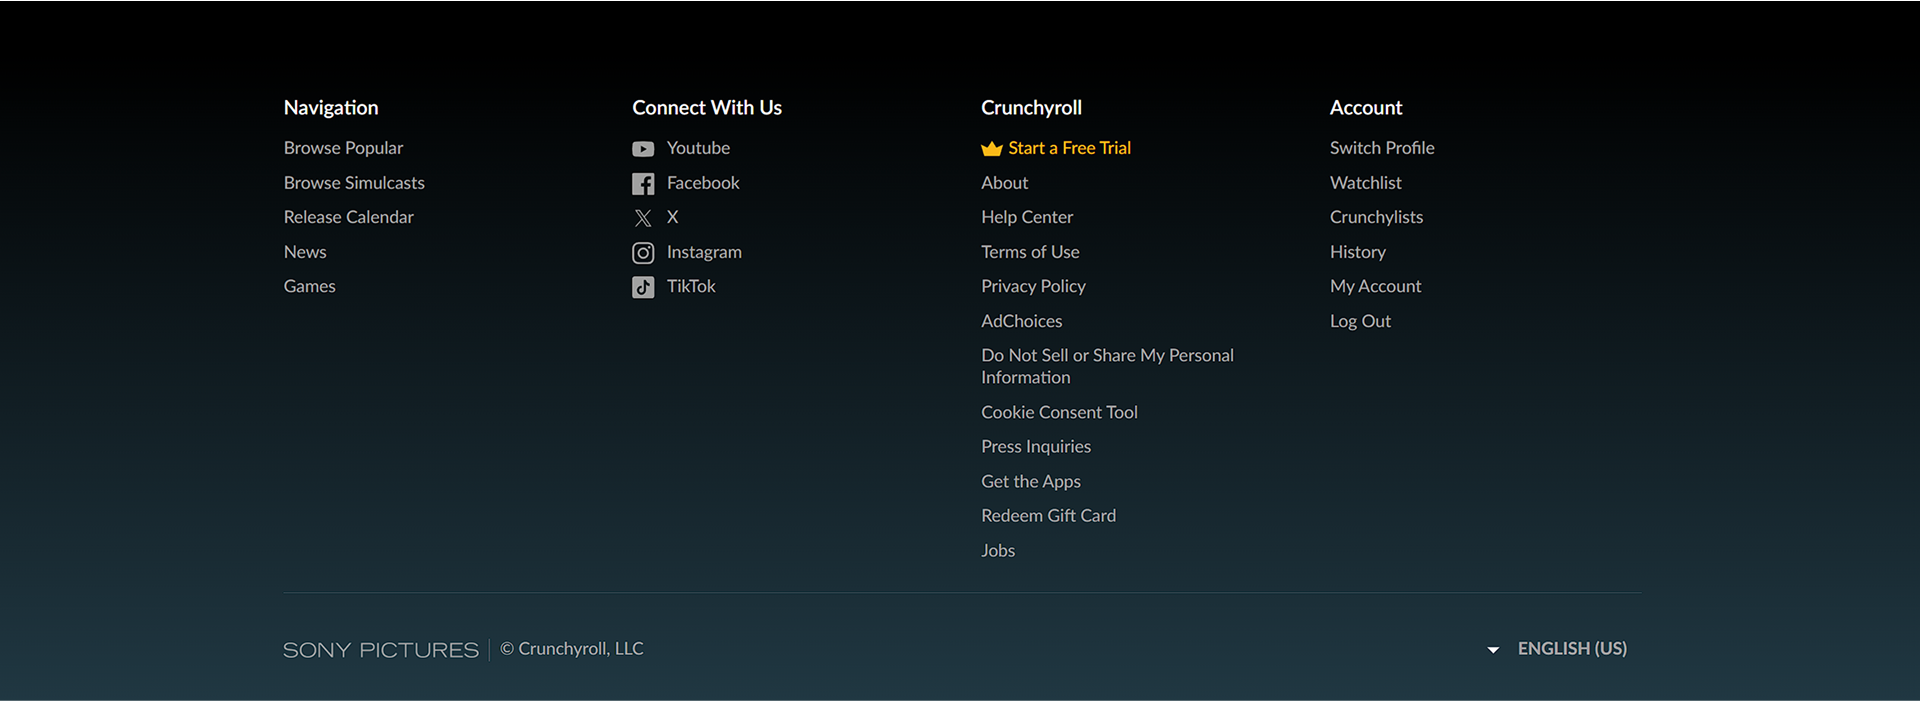 Navigation
Browse Popular
Browse Simulcasts
Release Calendar
News
Games
Connect With Us
Youtube
Facebook
X
Instagram
TikTok
Crunchyroll
Start a Free Trial
About
Help Center
Terms of Use
Privacy Policy
AdChoices
Do Not Sell or Share My Personal
Information
Cookie Consent Tool
Press Inquiries
Get the Apps
Redeem Gift Card
Jobs
Account
Switch Profile
Watchlist
Crunchylists
History
My Account
Log Out
SONY PICTURES © Crunchyroll, LLC
ENGLISH (US)